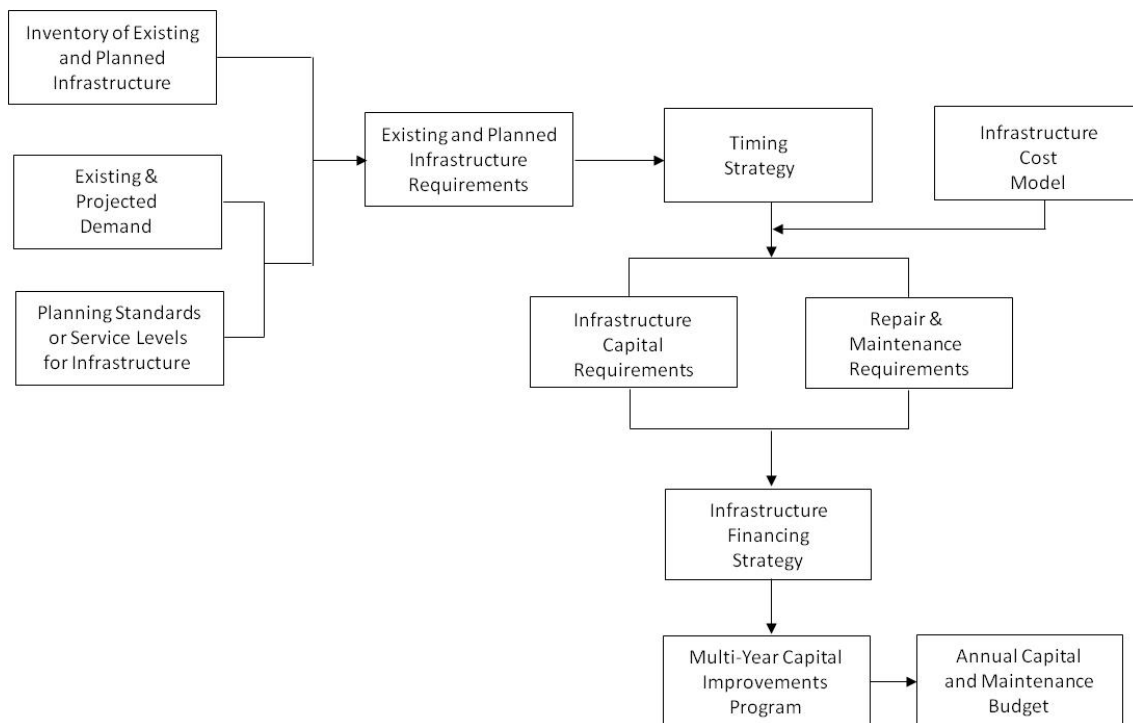 Inventory of Existing
and Planned
Infrastructure
Existing &
Projected
Demand
Planning Standards
or Service Levels
for Infrastructure
Existing and Planned
Infrastructure
Requirements
Timing
Strategy
Infrastructure
Cost
Model
Infrastructure
Capital
Requirements
Repair &
Maintenance
Requirements
Infrastructure
Financing
Strategy
Multi-Year Capital
Improvements
Program
Annual Capital
and Maintenance
Budget